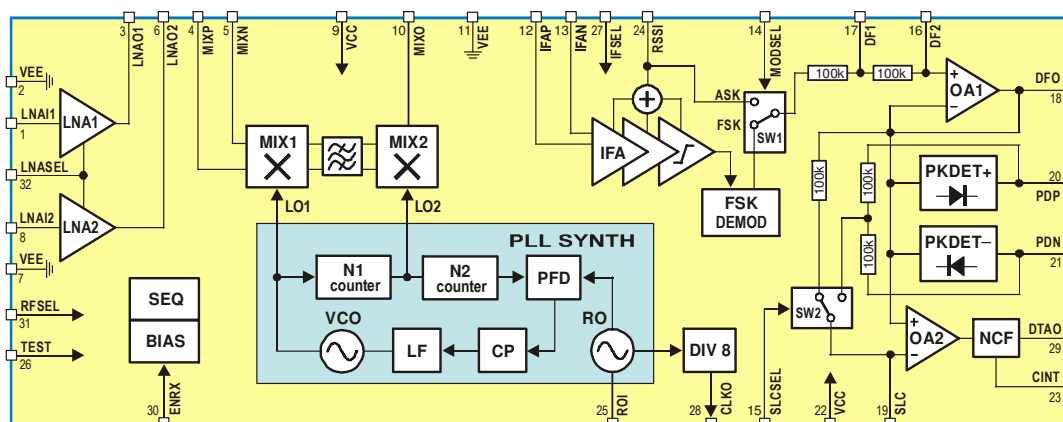 3 LNAO1
6 LNAO2
4 MIXP
5 MIXN
9 VCC
10 MIXO
11 VEE
12 IFAP
13 IFAN
27 IFSEL
24 RSSI
14 MODSEL
17 DF1
16 DF2
VEE
2
LNAI1
1
LNASEL
32
LNAI2
8
VEE
7
RFSEL
31
TEST
26
LNA1
LNA2
MIX1
MIX2
LO1
LO2
IFA
+
ASK
FSK
SW1
FSK
DEMOD
100k
100k
+
−
OA1
DFO
18
100k
100k
100k
PKDET+
20
PDP
PKDET−
PDN
21
SW2
+
−
OA2
NCF
DTAO
29
CINT
23
SEQ
BIAS
PLL SYNTH
N1
counter
N2
counter
PFD
VCO
LF
CP
RO
DIV 8
30 ENRX
25 ROI
28 CLKO
15 SLCSEL
22 VCC
19 SLC